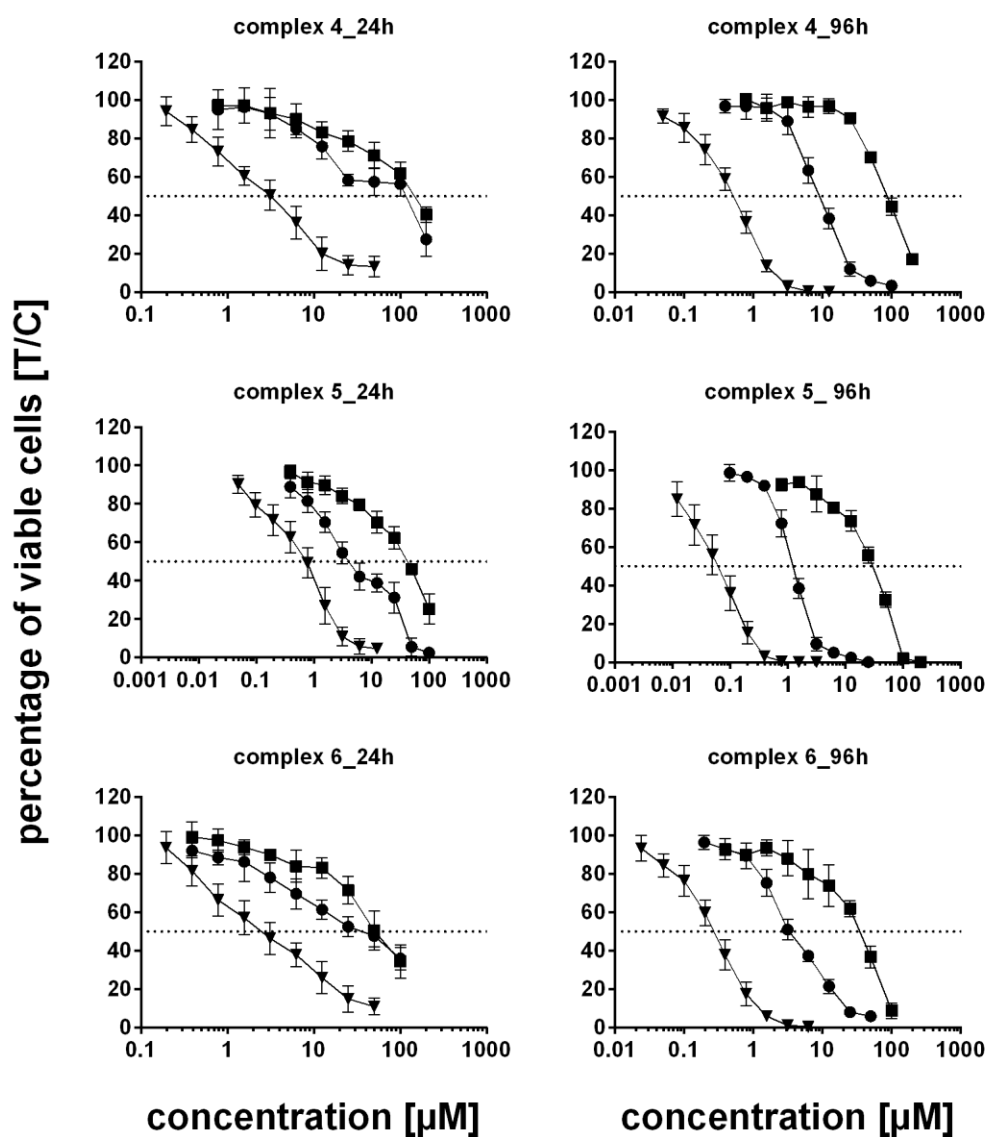 complex 4_24h
120
100
80
60
40
20
0
0.1 1 10 100 1000
complex 4_96h
120
100
80
60
40
20
0
0.01 0.1 1 10 100 1000
complex 5_24h
120
100
80
60
40
20
0
0.001 0.01 0.1 1 10 100 1000
complex 5_ 96h
120
100
80
60
40
20
0
0.001 0.01 0.1 1 10 100 1000
complex 6_24h
120
100
80
60
40
20
0
0.1 1 10 100 1000
complex 6_96h
120
100
80
60
40
20
0
0.01 0.1 1 10 100 1000
percentage of viable cells [T/C]
concentration [µM]
concentration [µM]